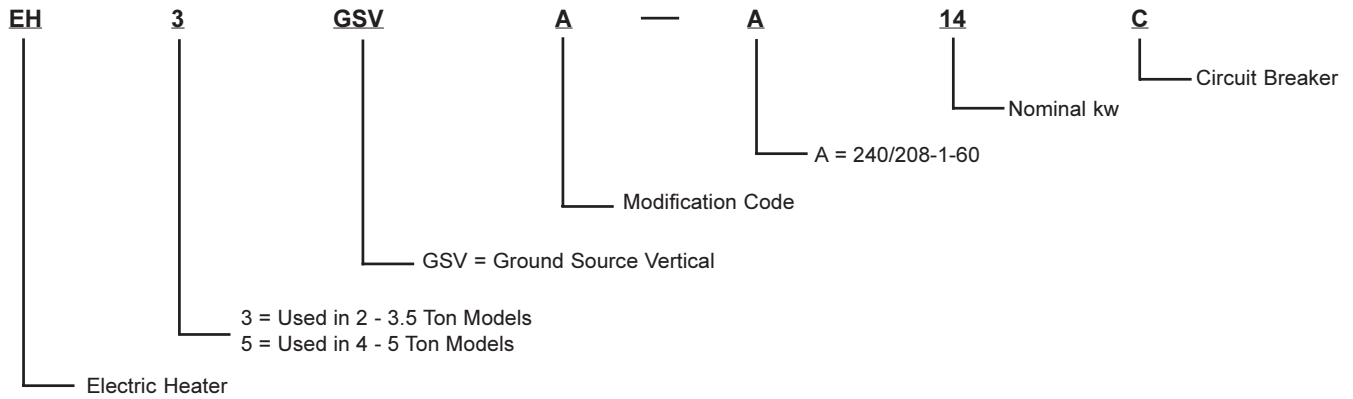 EH 3 GSV A — A 14 C
Circuit Breaker
Nominal kw
A = 240/208-1-60
Modification Code
GSV = Ground Source Vertical
3 = Used in 2 - 3.5 Ton Models
5 = Used in 4 - 5 Ton Models
Electric Heater